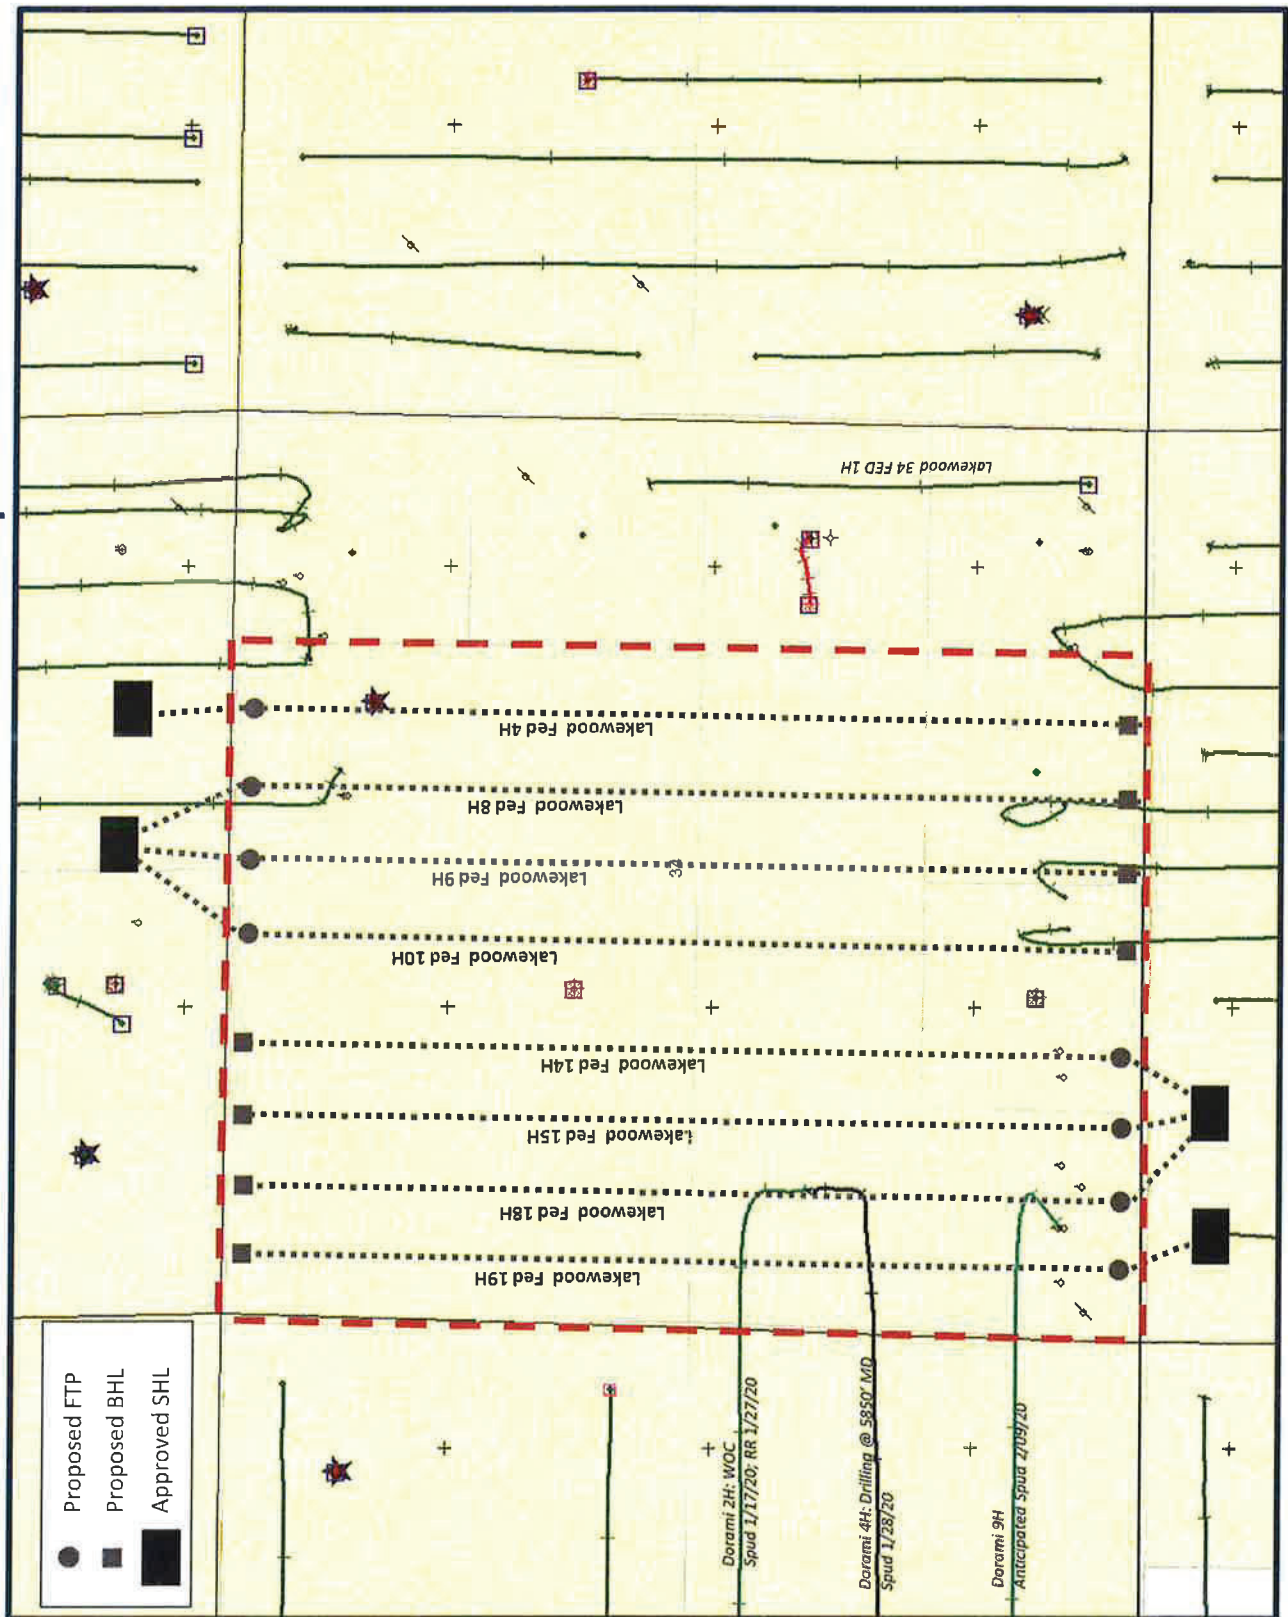 Proposed FTP
Proposed BHL
Approved SHL
Lakewood 34 FED 1H
Lakewood Fed 4H
Lakewood Fed 8H
Lakewood Fed 9H
Lakewood Fed 10H
Lakewood Fed 14H
Lakewood Fed 15H
Lakewood Fed 18H
Lakewood Fed 19H
Dorami 2H: WOC
Spud 1/17/20; RR 1/27/20
Dorami 4H: Drilling @ 5850' MD
Spud 1/28/20
Dorami 9H
Anticipated Spud 2/09/20